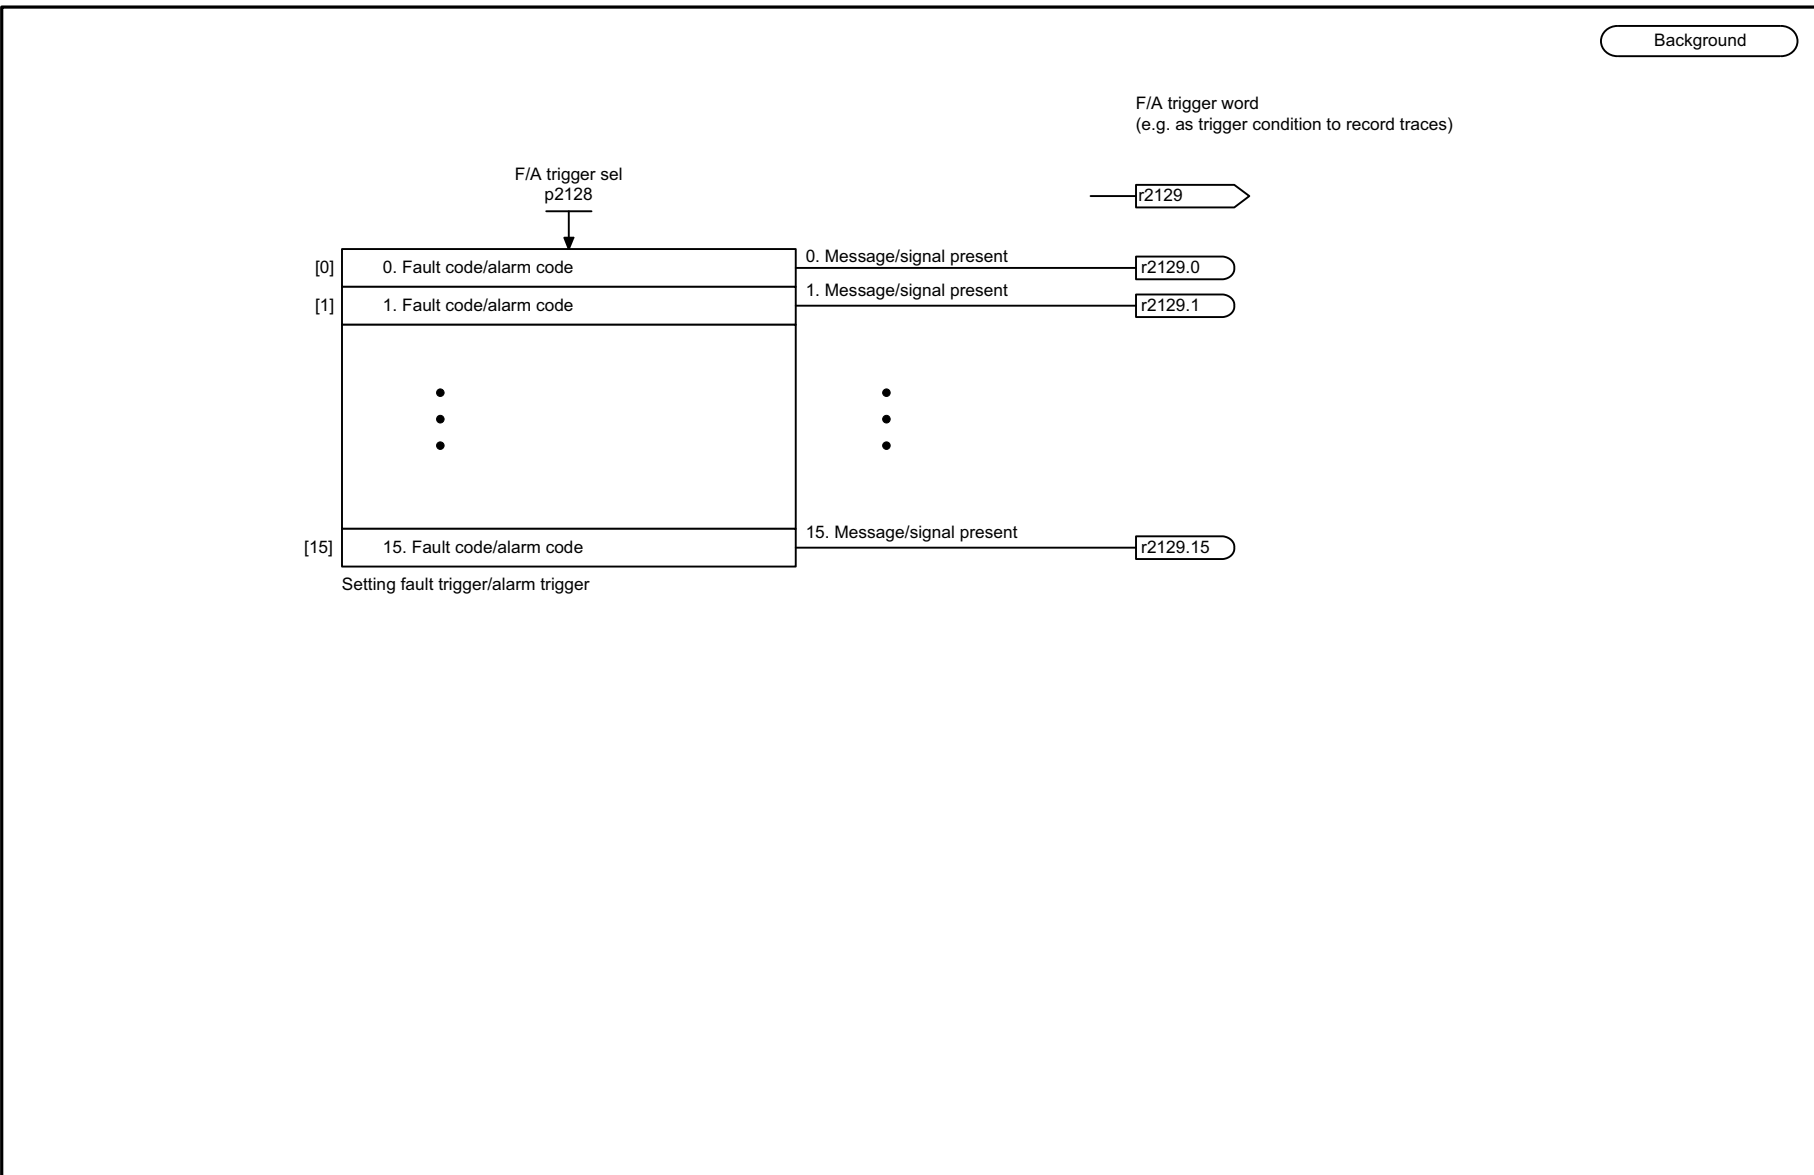 Background
F/A trigger word
(e.g. as trigger condition to record traces)
F/A trigger sel
p2128
r2129
[0]
0. Fault code/alarm code
0. Message/signal present
r2129.0
[1]
1. Fault code/alarm code
1. Message/signal present
r2129.1
[15]
15. Fault code/alarm code
15. Message/signal present
r2129.15
Setting fault trigger/alarm trigger